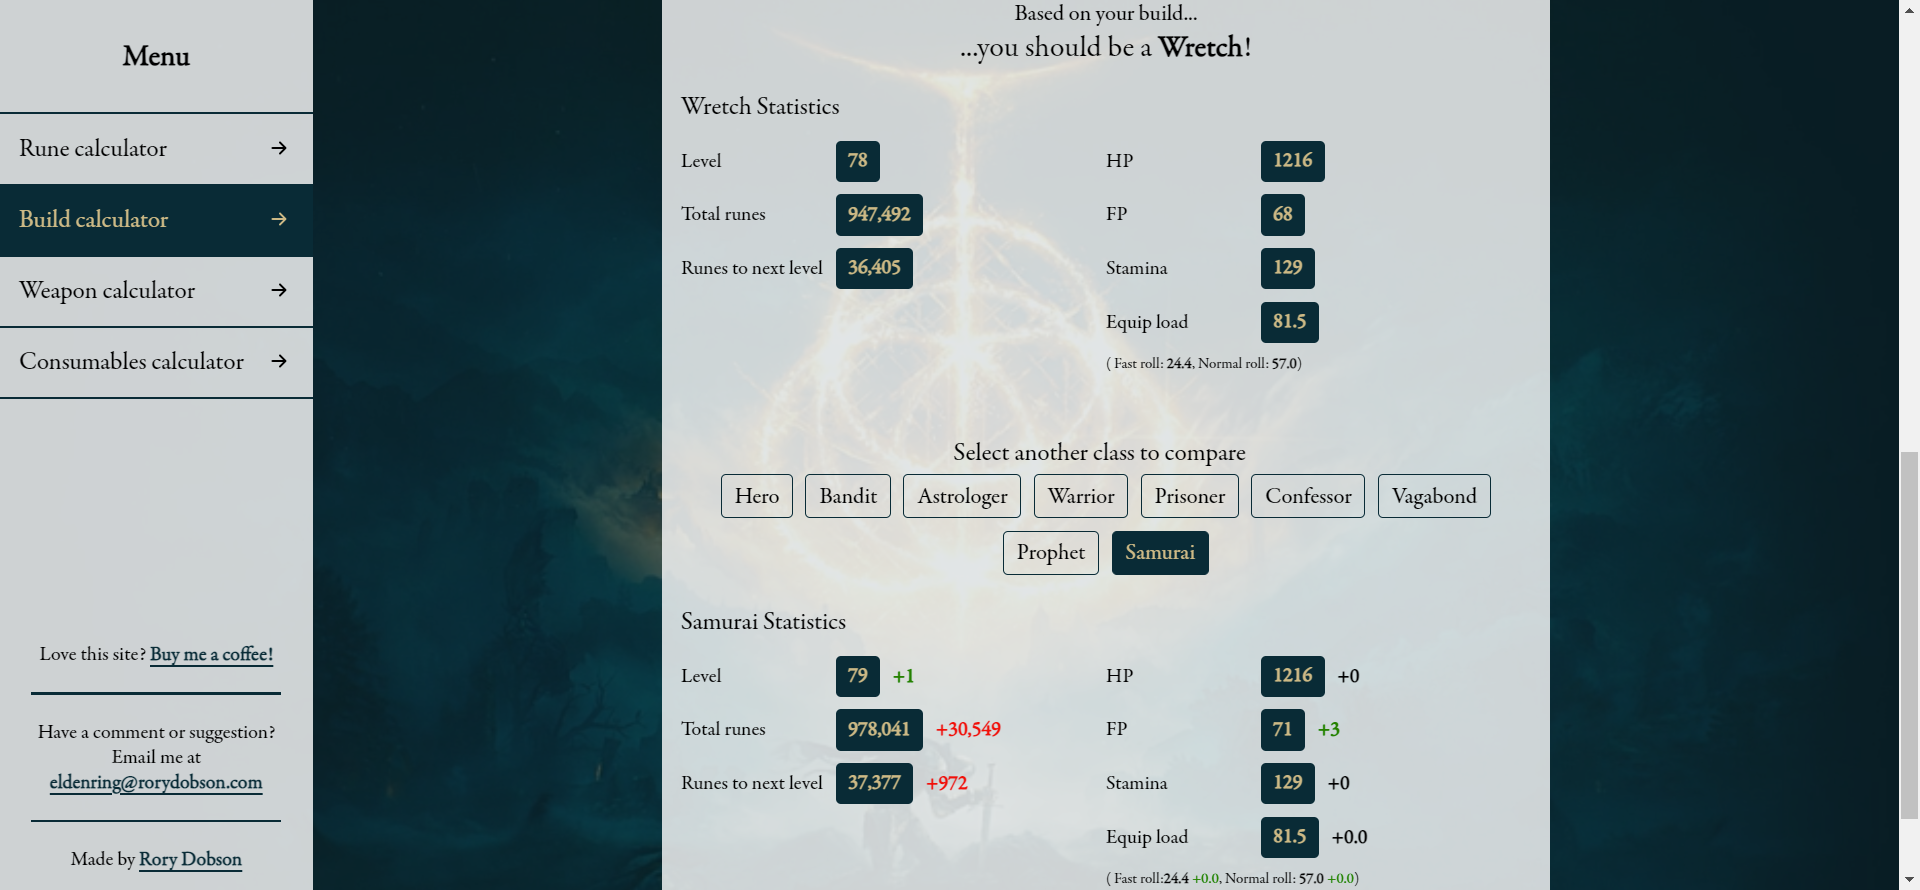 Menu
Rune calculator
Build calculator
Weapon calculator
Consumables calculator
Love this site? Buy me a coffee!
Have a comment or suggestion?
Email me at
eldenring@rorydobson.com
Made by Rory Dobson
Based on your build...
...you should be a Wretch!
Wretch Statistics
Level 78
Total runes 947,492
Runes to next level 36,405
HP 1216
FP 68
Stamina 129
Equip load 81.5
( Fast roll: 24.4, Normal roll: 57.0)
Select another class to compare
Hero Bandit Astrologer Warrior Prisoner Confessor Vagabond
Prophet Samurai
Samurai Statistics
Level 79 +1
Total runes 978,041 +30,549
Runes to next level 37,377 +972
HP 1216 +0
FP 71 +3
Stamina 129 +0
Equip load 81.5 +0.0
( Fast roll:24.4 +0.0, Normal roll: 57.0 +0.0)